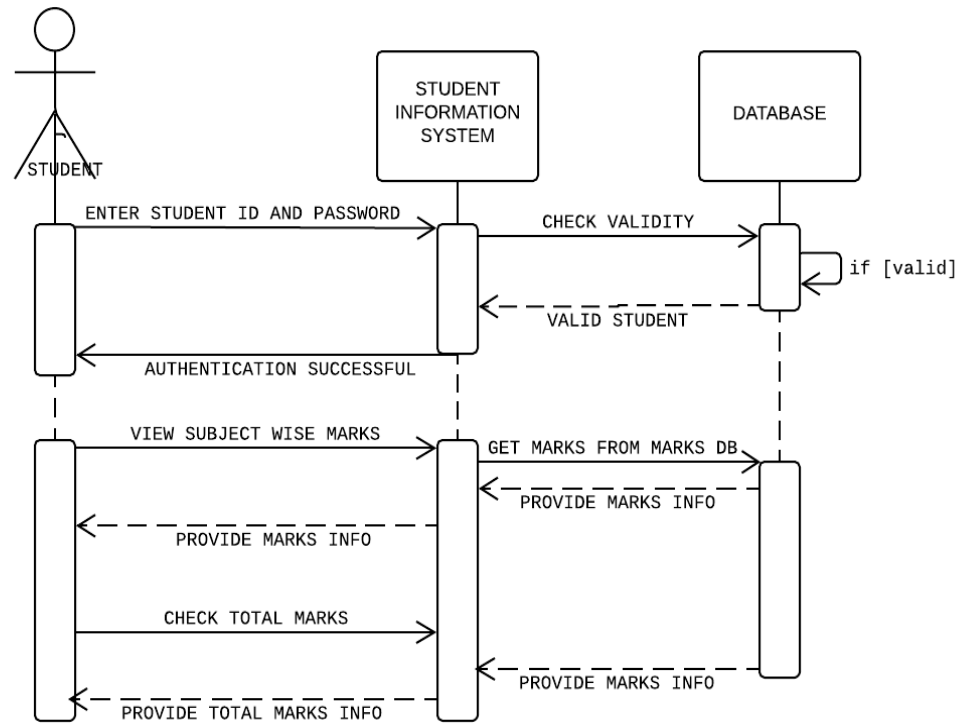 STUDENT
INFORMATION
SYSTEM
DATABASE
STUDENT
ENTER STUDENT ID AND PASSWORD
CHECK VALIDITY
if [valid]
VALID STUDENT
AUTHENTICATION SUCCESSFUL
VIEW SUBJECT WISE MARKS
GET MARKS FROM MARKS DB
PROVIDE MARKS INFO
PROVIDE MARKS INFO
CHECK TOTAL MARKS
PROVIDE MARKS INFO
PROVIDE TOTAL MARKS INFO